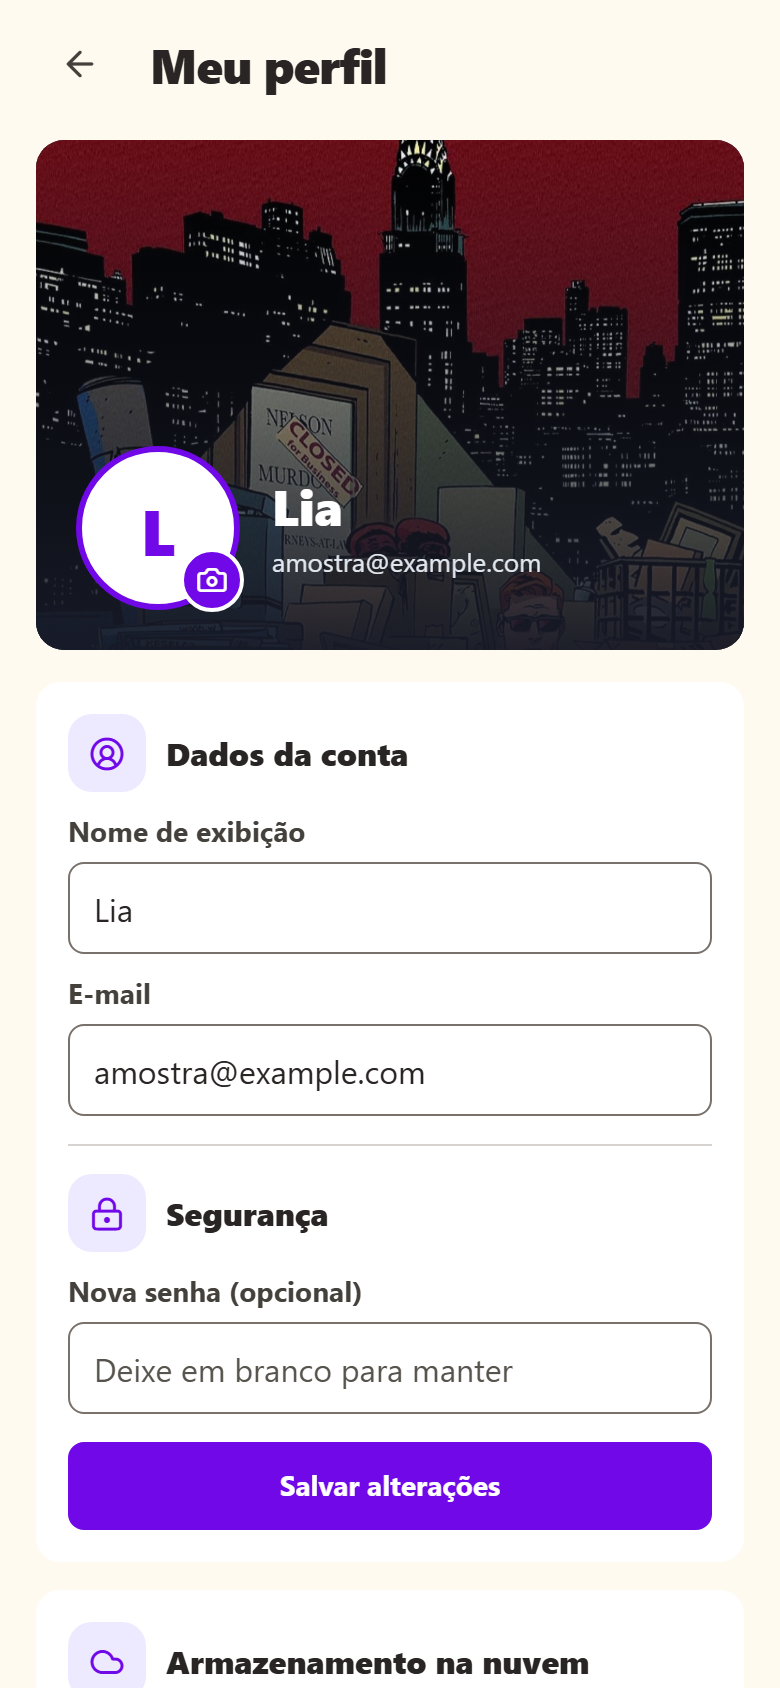 Meu perfil
NELSON
CLOSED
for Business
MURDO
RNEYS-AT-LA
L
Lia
amostra@example.com
Dados da conta
Nome de exibição
Lia
E-mail
amostra@example.com
Segurança
Nova senha (opcional)
Deixe em branco para manter
Salvar alterações
Armazenamento na nuvem